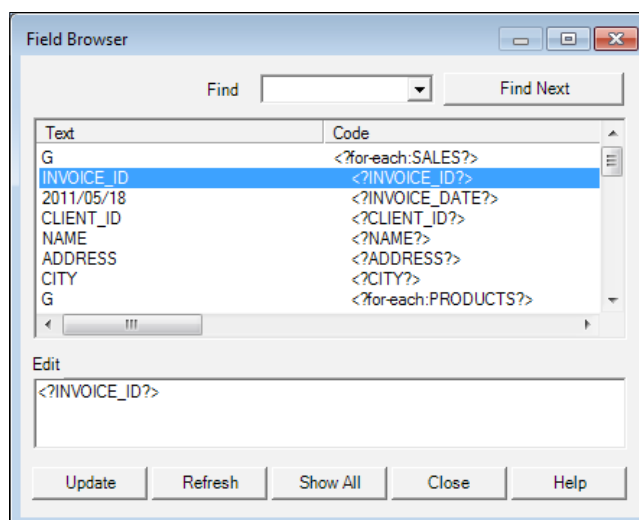 Field Browser
Find Find Next
Text Code
G <?for-each:SALES?>
INVOICE_ID <?INVOICE_ID?>
2011/05/18 <?INVOICE_DATE?>
CLIENT_ID <?CLIENT_ID?>
NAME <?NAME?>
ADDRESS <?ADDRESS?>
CITY <?CITY?>
G <?for-each:PRODUCTS?>
Edit
<?INVOICE_ID?>
Update Refresh Show All Close Help